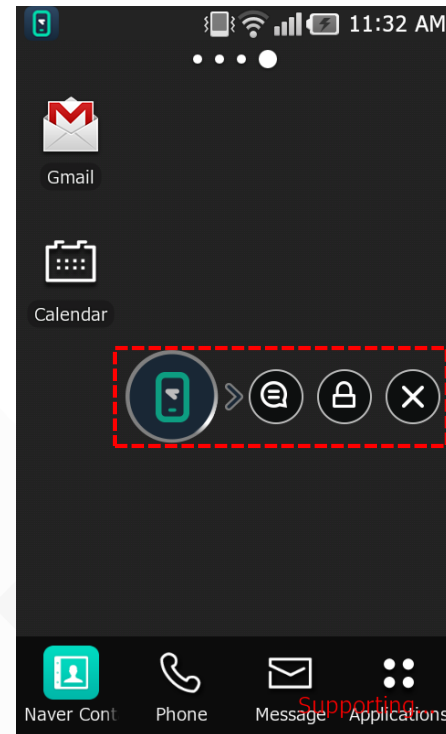 11:32 AM
Gmail
Calendar
Supporting...
Naver Cont Phone Message Applications